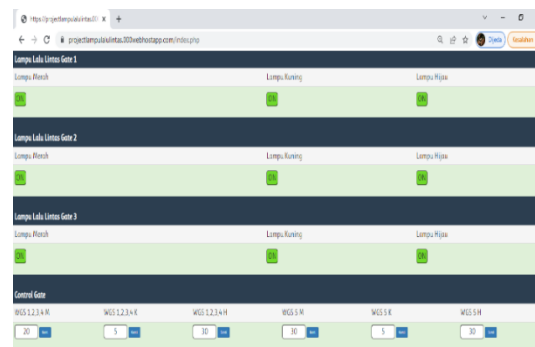 https://projectlampulalulintas.00
projectlampulalulintas.000webhostapp.com/index.php
Dijeda
Kesalahan
Lampu Lalu Lintas Gate 1
Lampu Merah Lampu Kuning Lampu Hijau
ON ON ON
Lampu Lalu Lintas Gate 2
Lampu Merah Lampu Kuning Lampu Hijau
ON ON ON
Lampu Lalu Lintas Gate 3
Lampu Merah Lampu Kuning Lampu Hijau
ON ON ON
Control Gate
WGS 1,2,3,4 M WGS 1,2,3,4 K WGS 1,2,3,4 H WGS 5 M WGS 5 K WGS 5 H
20 5 30 30 5 30